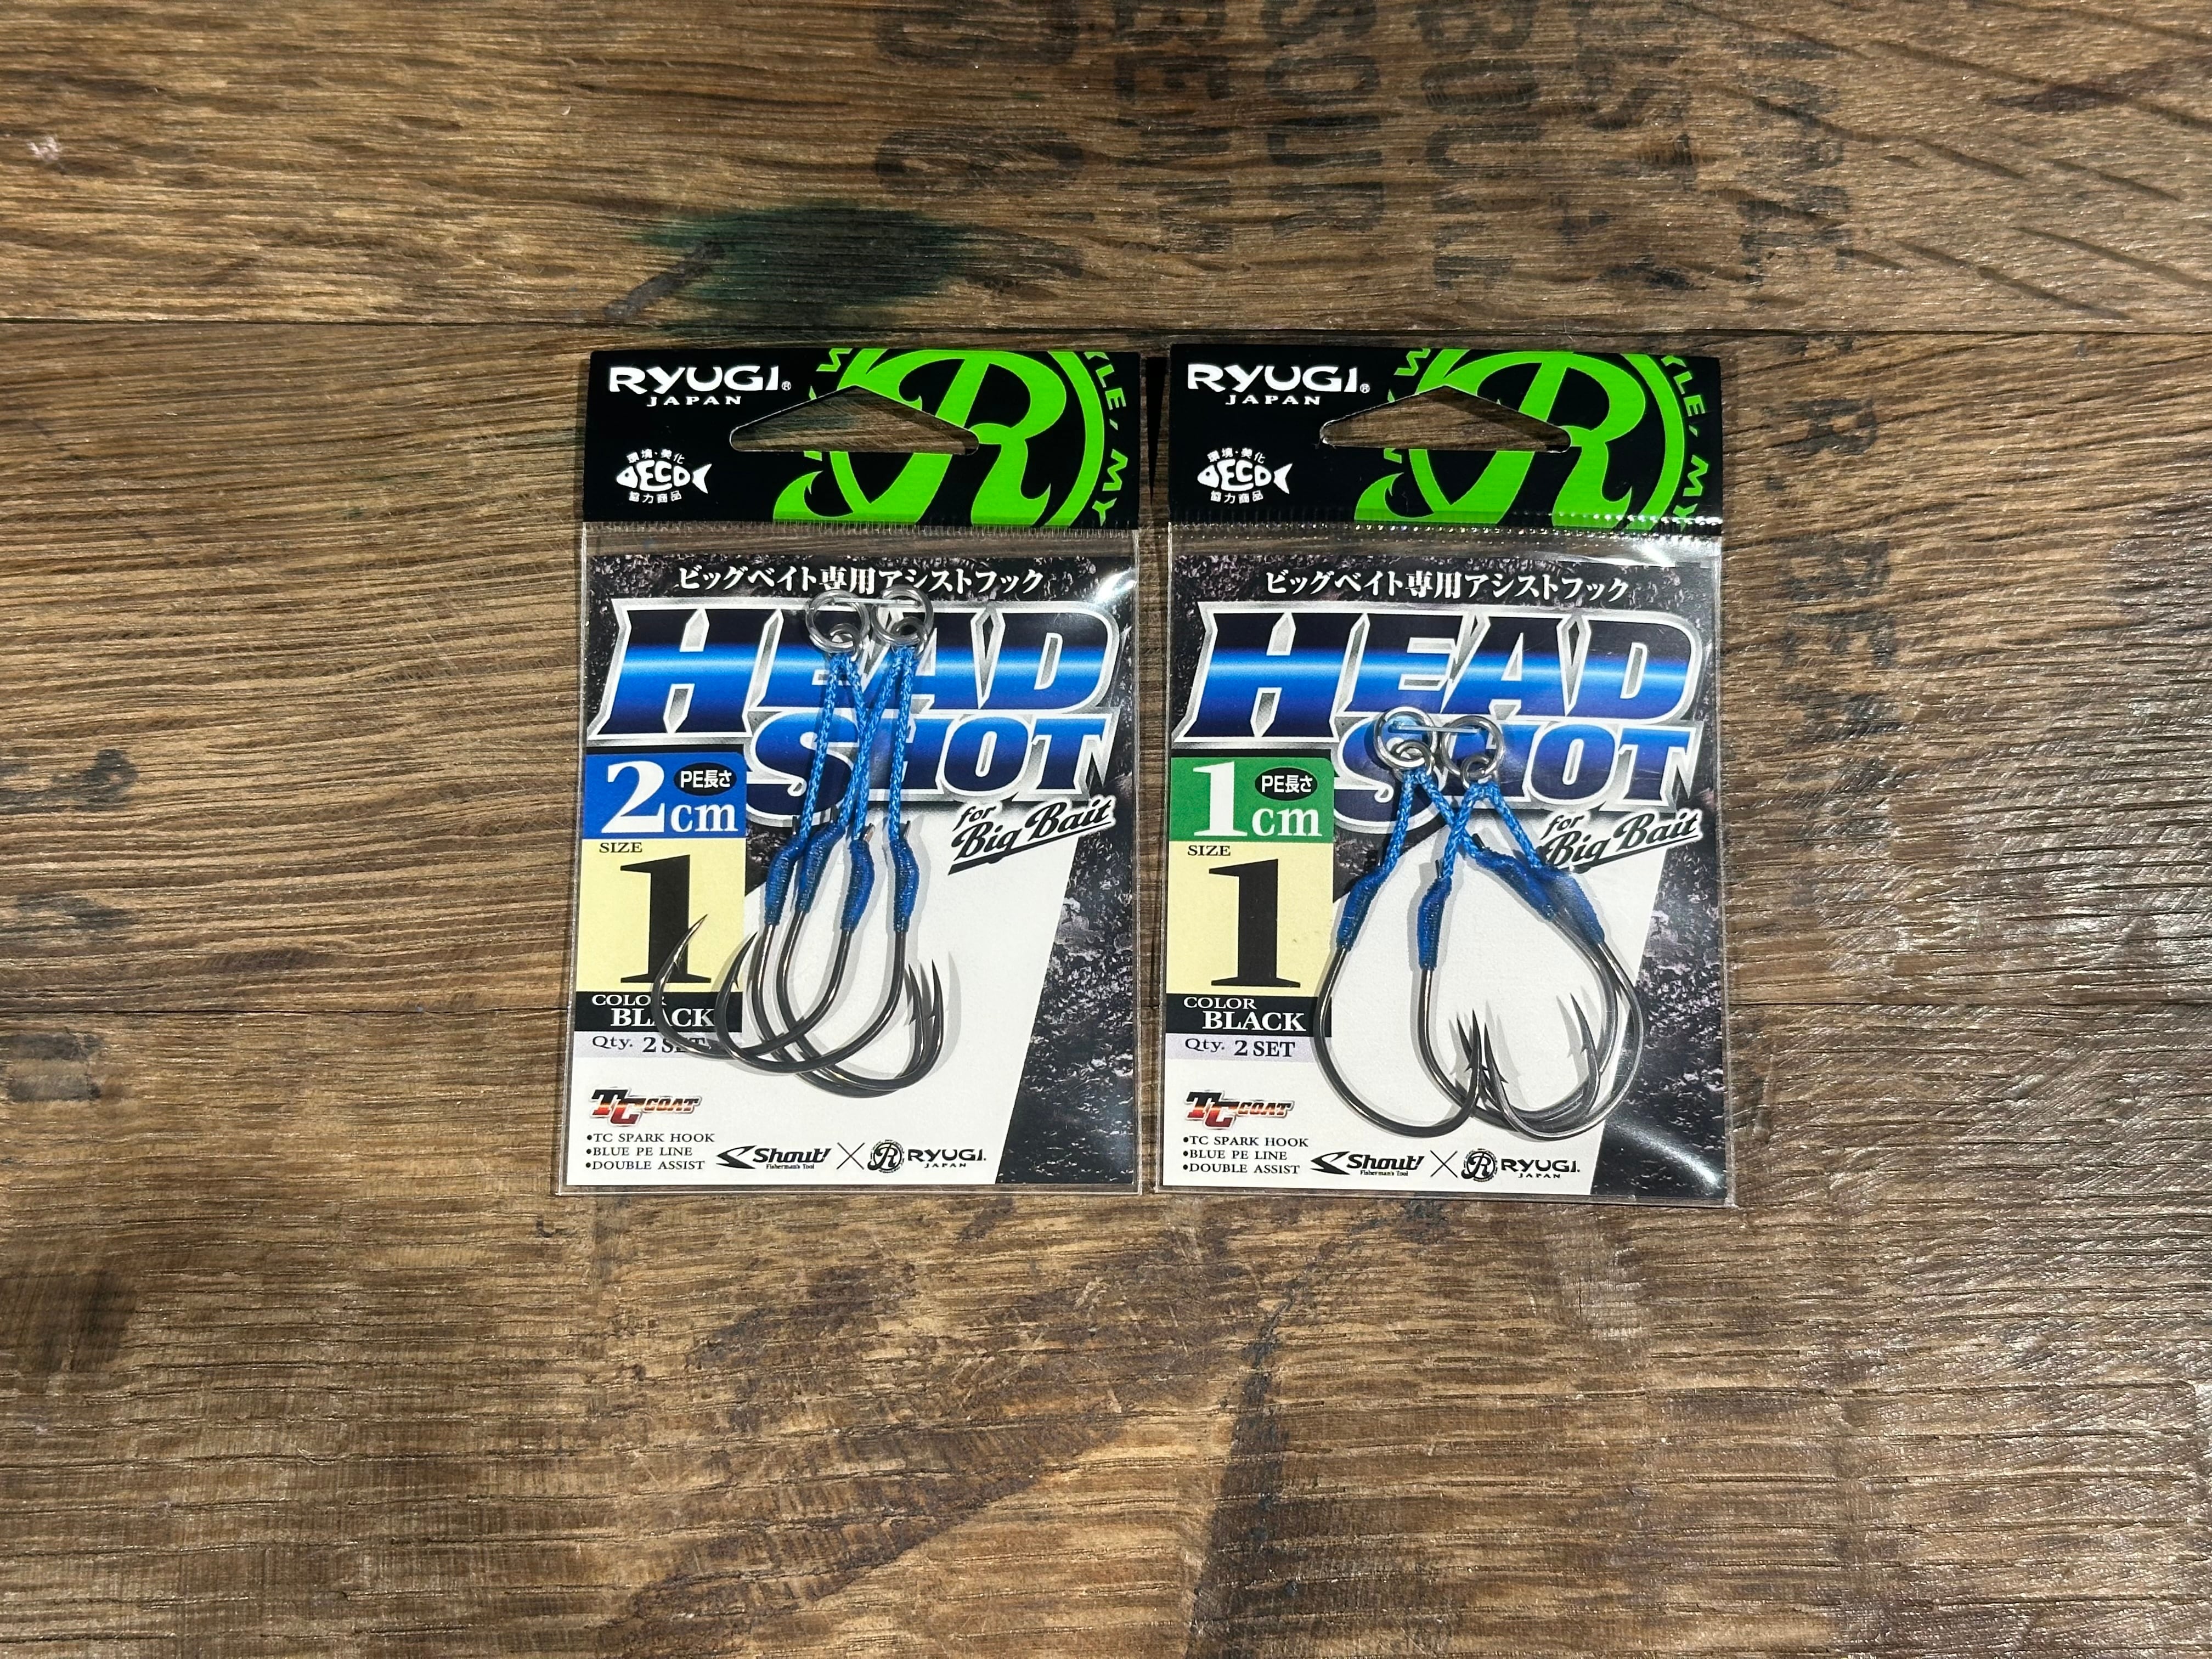 RYUGI®
JAPAN
環境・美化
ECO
協力商品
R
YLE, MY
ビッグベイト専用アシストフック
HEAD
SHOT
for
Big Bait
2cm
PE長さ
SIZE
1
COLOR
BLACK
Qty. 2 SET
TC COAT
•TC SPARK HOOK
•BLUE PE LINE
•DOUBLE ASSIST
Shout!
Fisherman's Tool
×
R
RYUGI.
JAPAN
RYUGI®
JAPAN
環境・美化
ECO
協力商品
R
YLE, MY
ビッグベイト専用アシストフック
HEAD
SHOT
for
Big Bait
1cm
PE長さ
SIZE
1
COLOR
BLACK
Qty. 2 SET
TC COAT
•TC SPARK HOOK
•BLUE PE LINE
•DOUBLE ASSIST
Shout!
Fisherman's Tool
×
R
RYUGI.
JAPAN